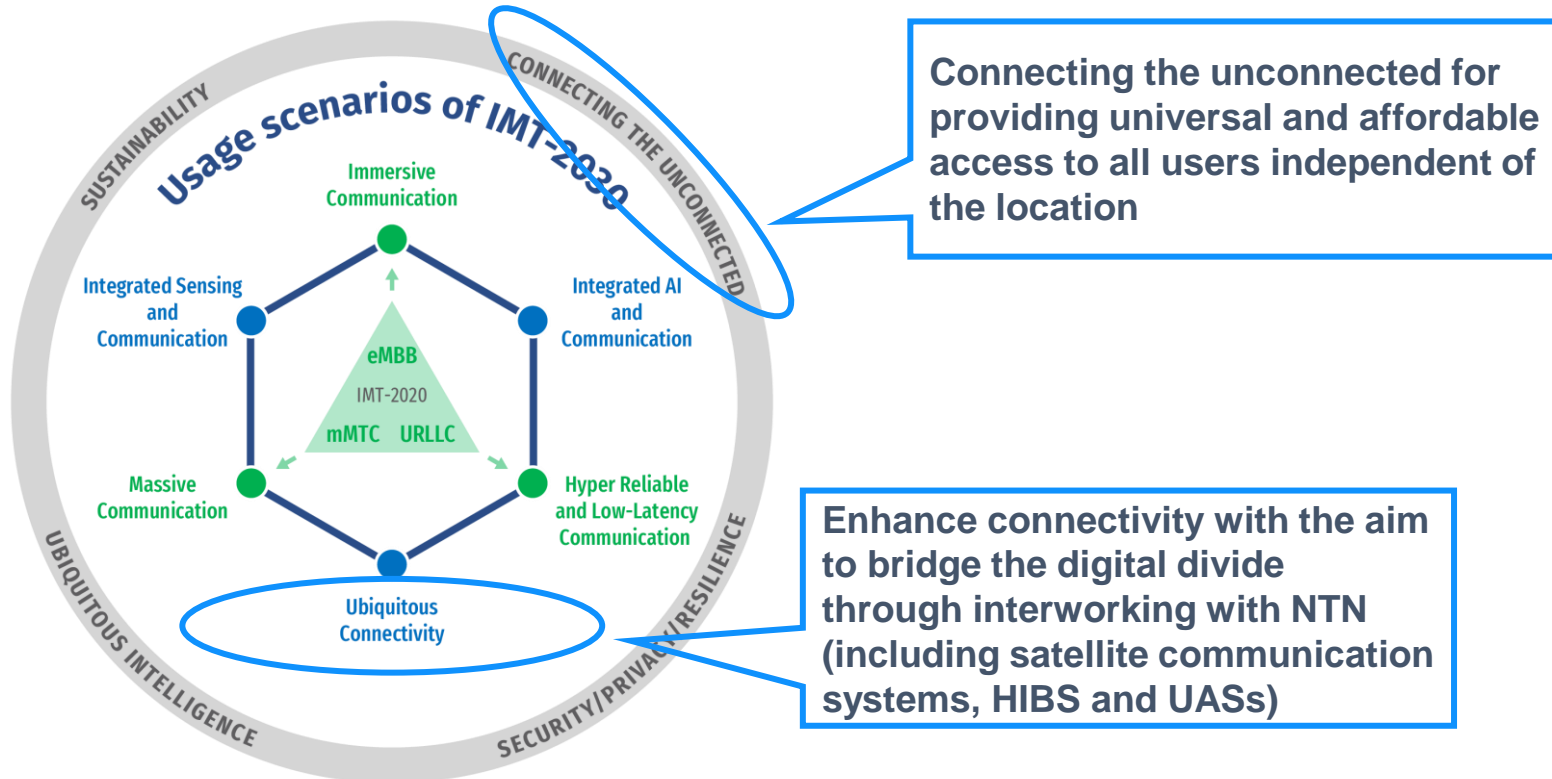 SUSTAINABILITY
CONNECTING THE UNCONNECTED
Usage scenarios of IMT-2030
Immersive
Communication
Integrated Sensing
and
Communication
Integrated AI
and
Communication
eMBB
IMT-2020
mMTC URLLC
Massive
Communication
Hyper Reliable
and Low-Latency
Communication
Ubiquitous
Connectivity
UBIQUITOUS INTELLIGENCE
SECURITY/PRIVACY/RESILIENCE
Connecting the unconnected for
providing universal and affordable
access to all users independent of
the location
Enhance connectivity with the aim
to bridge the digital divide
through interworking with NTN
(including satellite communication
systems, HIBS and UASs)